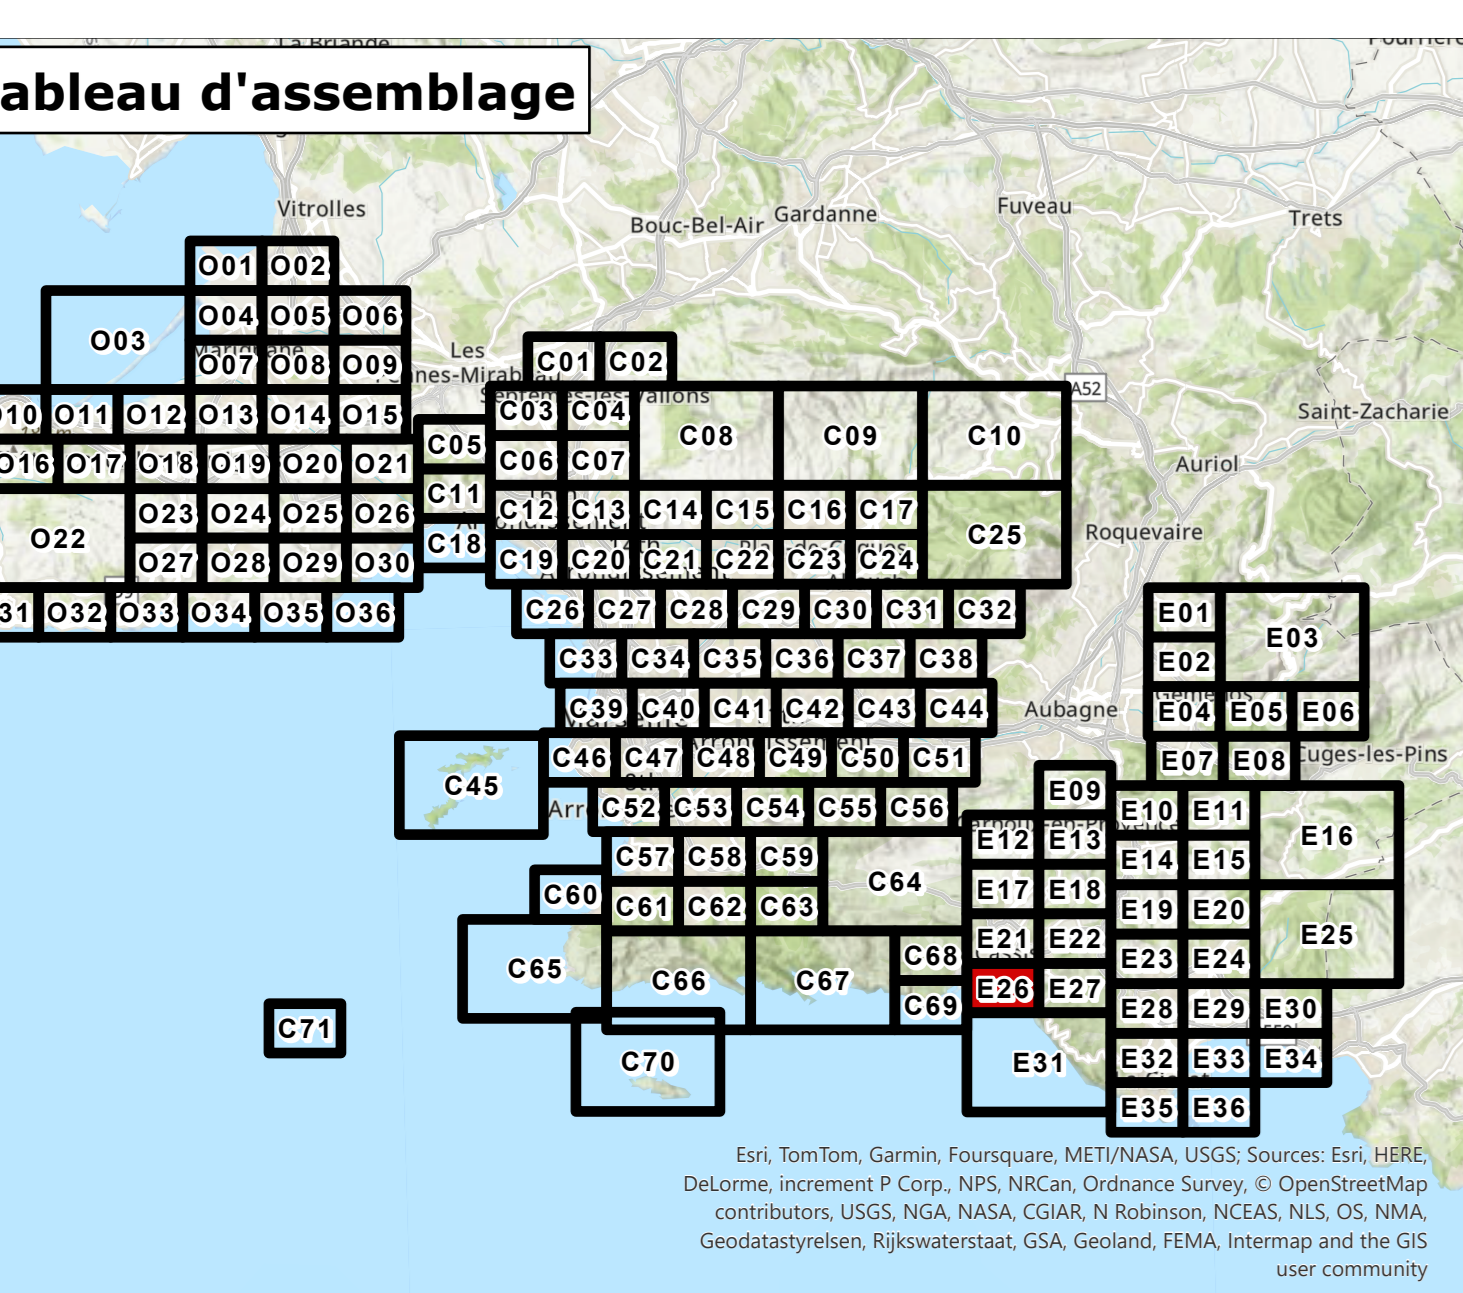 La Briande
ableau d'assemblage
Vitrolles
Bouc-Bel-Air
Gardanne
Fuveau
Trets
O01 O02
O03 O04 O05 O06
O07 O08 O09
Les
C01 C02
A52
O10 O11 O12 O13 O14 O15
C03 C04 C08 C09 C10
Saint-Zacharie
C05
O16 O17 O18 O19 O20 O21
C06 C07
Auriol
C11
O22 O23 O24 O25 O26
C12 C13 C14 C15 C16 C17
C25
Roquevaire
C18
O27 O28 O29 O30
C19 C20 C21 C22 C23 C24
31 O32 O33 O34 O35 O36
C26 C27 C28 C29 C30 C31 C32
E01 E03
E02
C33 C34 C35 C36 C37 C38
C39 C40 C41 C42 C43 C44
Aubagne
E04 E05 E06
C45
C46 C47 C48 C49 C50 C51
E07 E08
Cuges-les-Pins
E09
C52 C53 C54 C55 C56
E10 E11 E16
E12 E13
C57 C58 C59 C64
E14 E15
C60
C61 C62 C63
E17 E18
E19 E20
E25
E21 E22
C65 C66 C67 C68
E23 E24
C69
E26 E27
E28 E29 E30
C71
C70
E31
E32 E33 E34
E35 E36
Esri, TomTom, Garmin, Foursquare, METI/NASA, USGS; Sources: Esri, HERE,
DeLorme, increment P Corp., NPS, NRCan, Ordnance Survey, © OpenStreetMap
contributors, USGS, NGA, NASA, CGIAR, N Robinson, NCEAS, NLS, OS, NMA,
Geodatastyrelsen, Rijkswaterstaat, GSA, Geoland, FEMA, Intermap and the GIS
user community